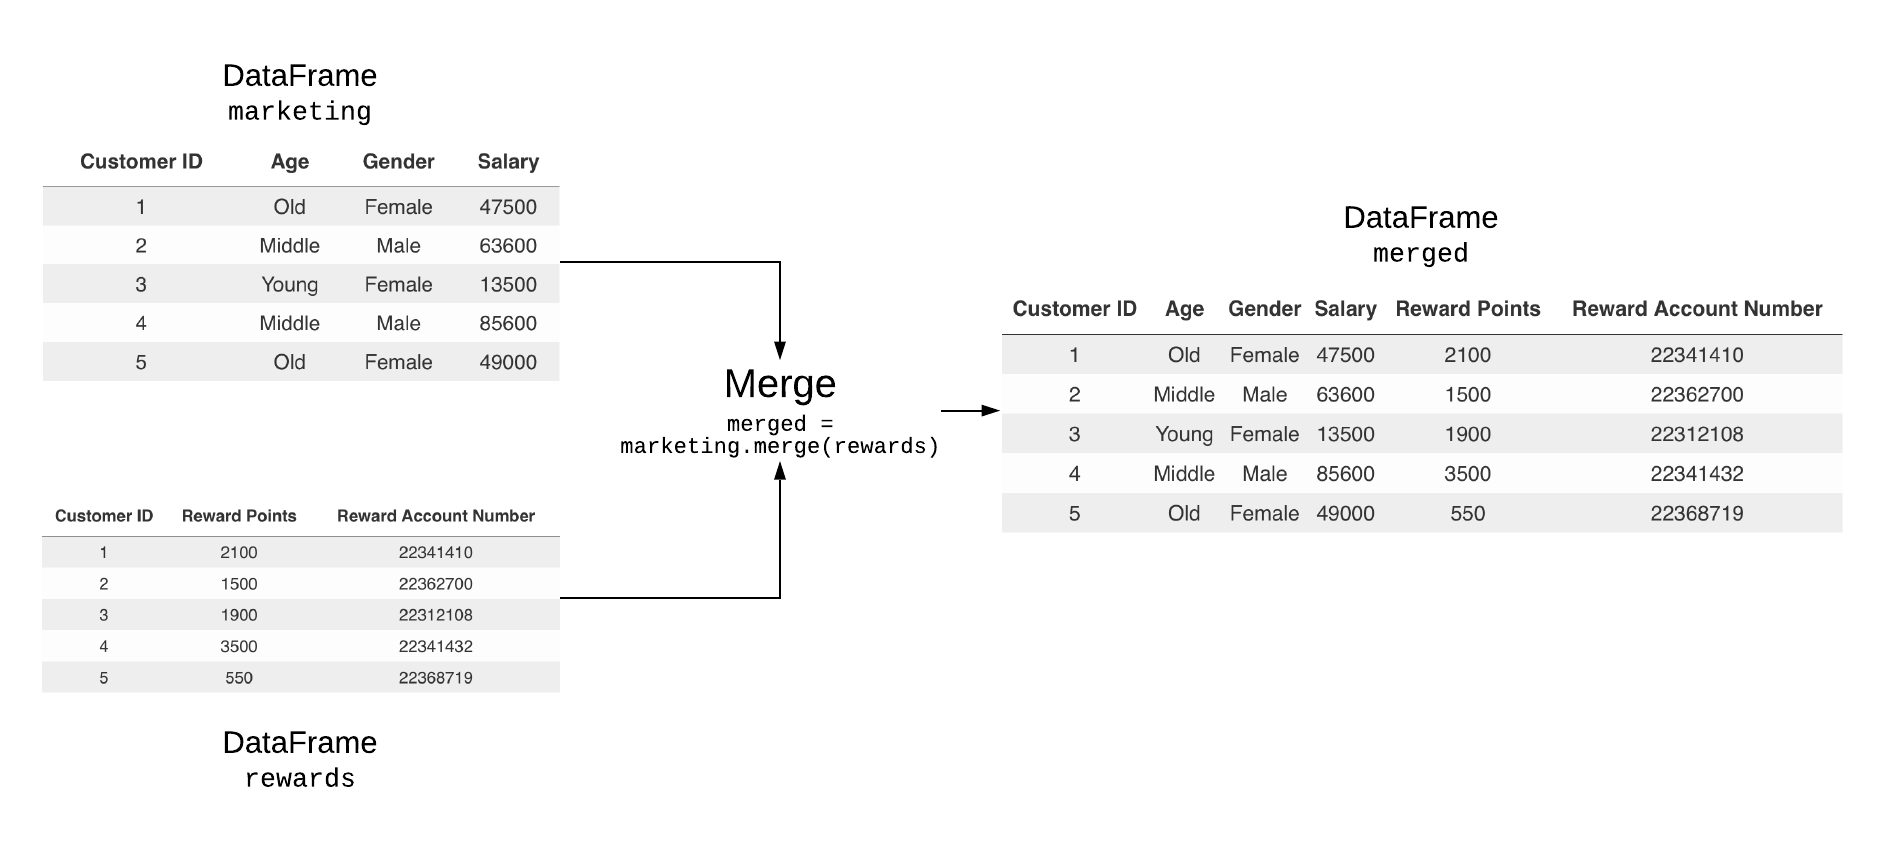 DataFrame
marketing
Customer ID Age Gender Salary
1 Old Female 47500
2 Middle Male 63600
3 Young Female 13500
4 Middle Male 85600
5 Old Female 49000
Customer ID Reward Points Reward Account Number
1 2100 22341410
2 1500 22362700
3 1900 22312108
4 3500 22341432
5 550 22368719
DataFrame
rewards
Merge
merged =
marketing.merge(rewards)
DataFrame
merged
Customer ID Age Gender Salary Reward Points Reward Account Number
1 Old Female 47500 2100 22341410
2 Middle Male 63600 1500 22362700
3 Young Female 13500 1900 22312108
4 Middle Male 85600 3500 22341432
5 Old Female 49000 550 22368719